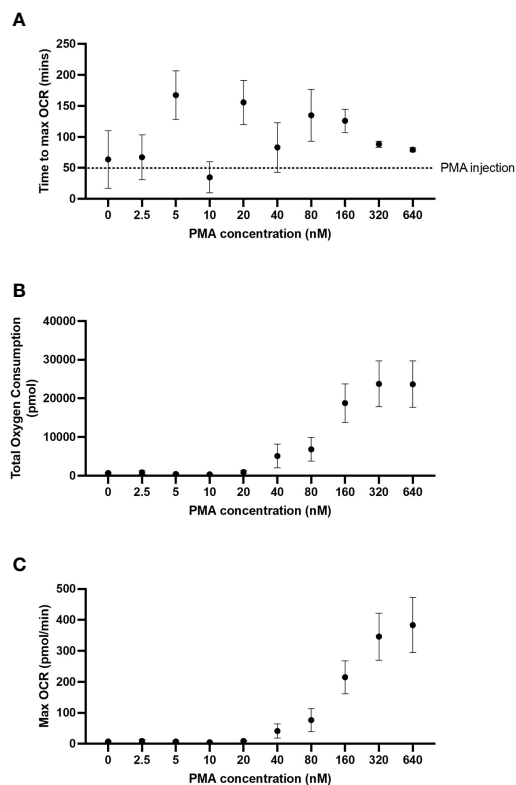 A
Time to max OCR (mins)
250
200
150
100
50
0
PMA injection
0 2.5 5 10 20 40 80 160 320 640
PMA concentration (nM)
B
Total Oxygen Consumption
(pmol)
40000
30000
20000
10000
0
0 2.5 5 10 20 40 80 160 320 640
PMA concentration (nM)
C
Max OCR (pmol/min)
500
400
300
200
100
0
0 2.5 5 10 20 40 80 160 320 640
PMA concentration (nM)